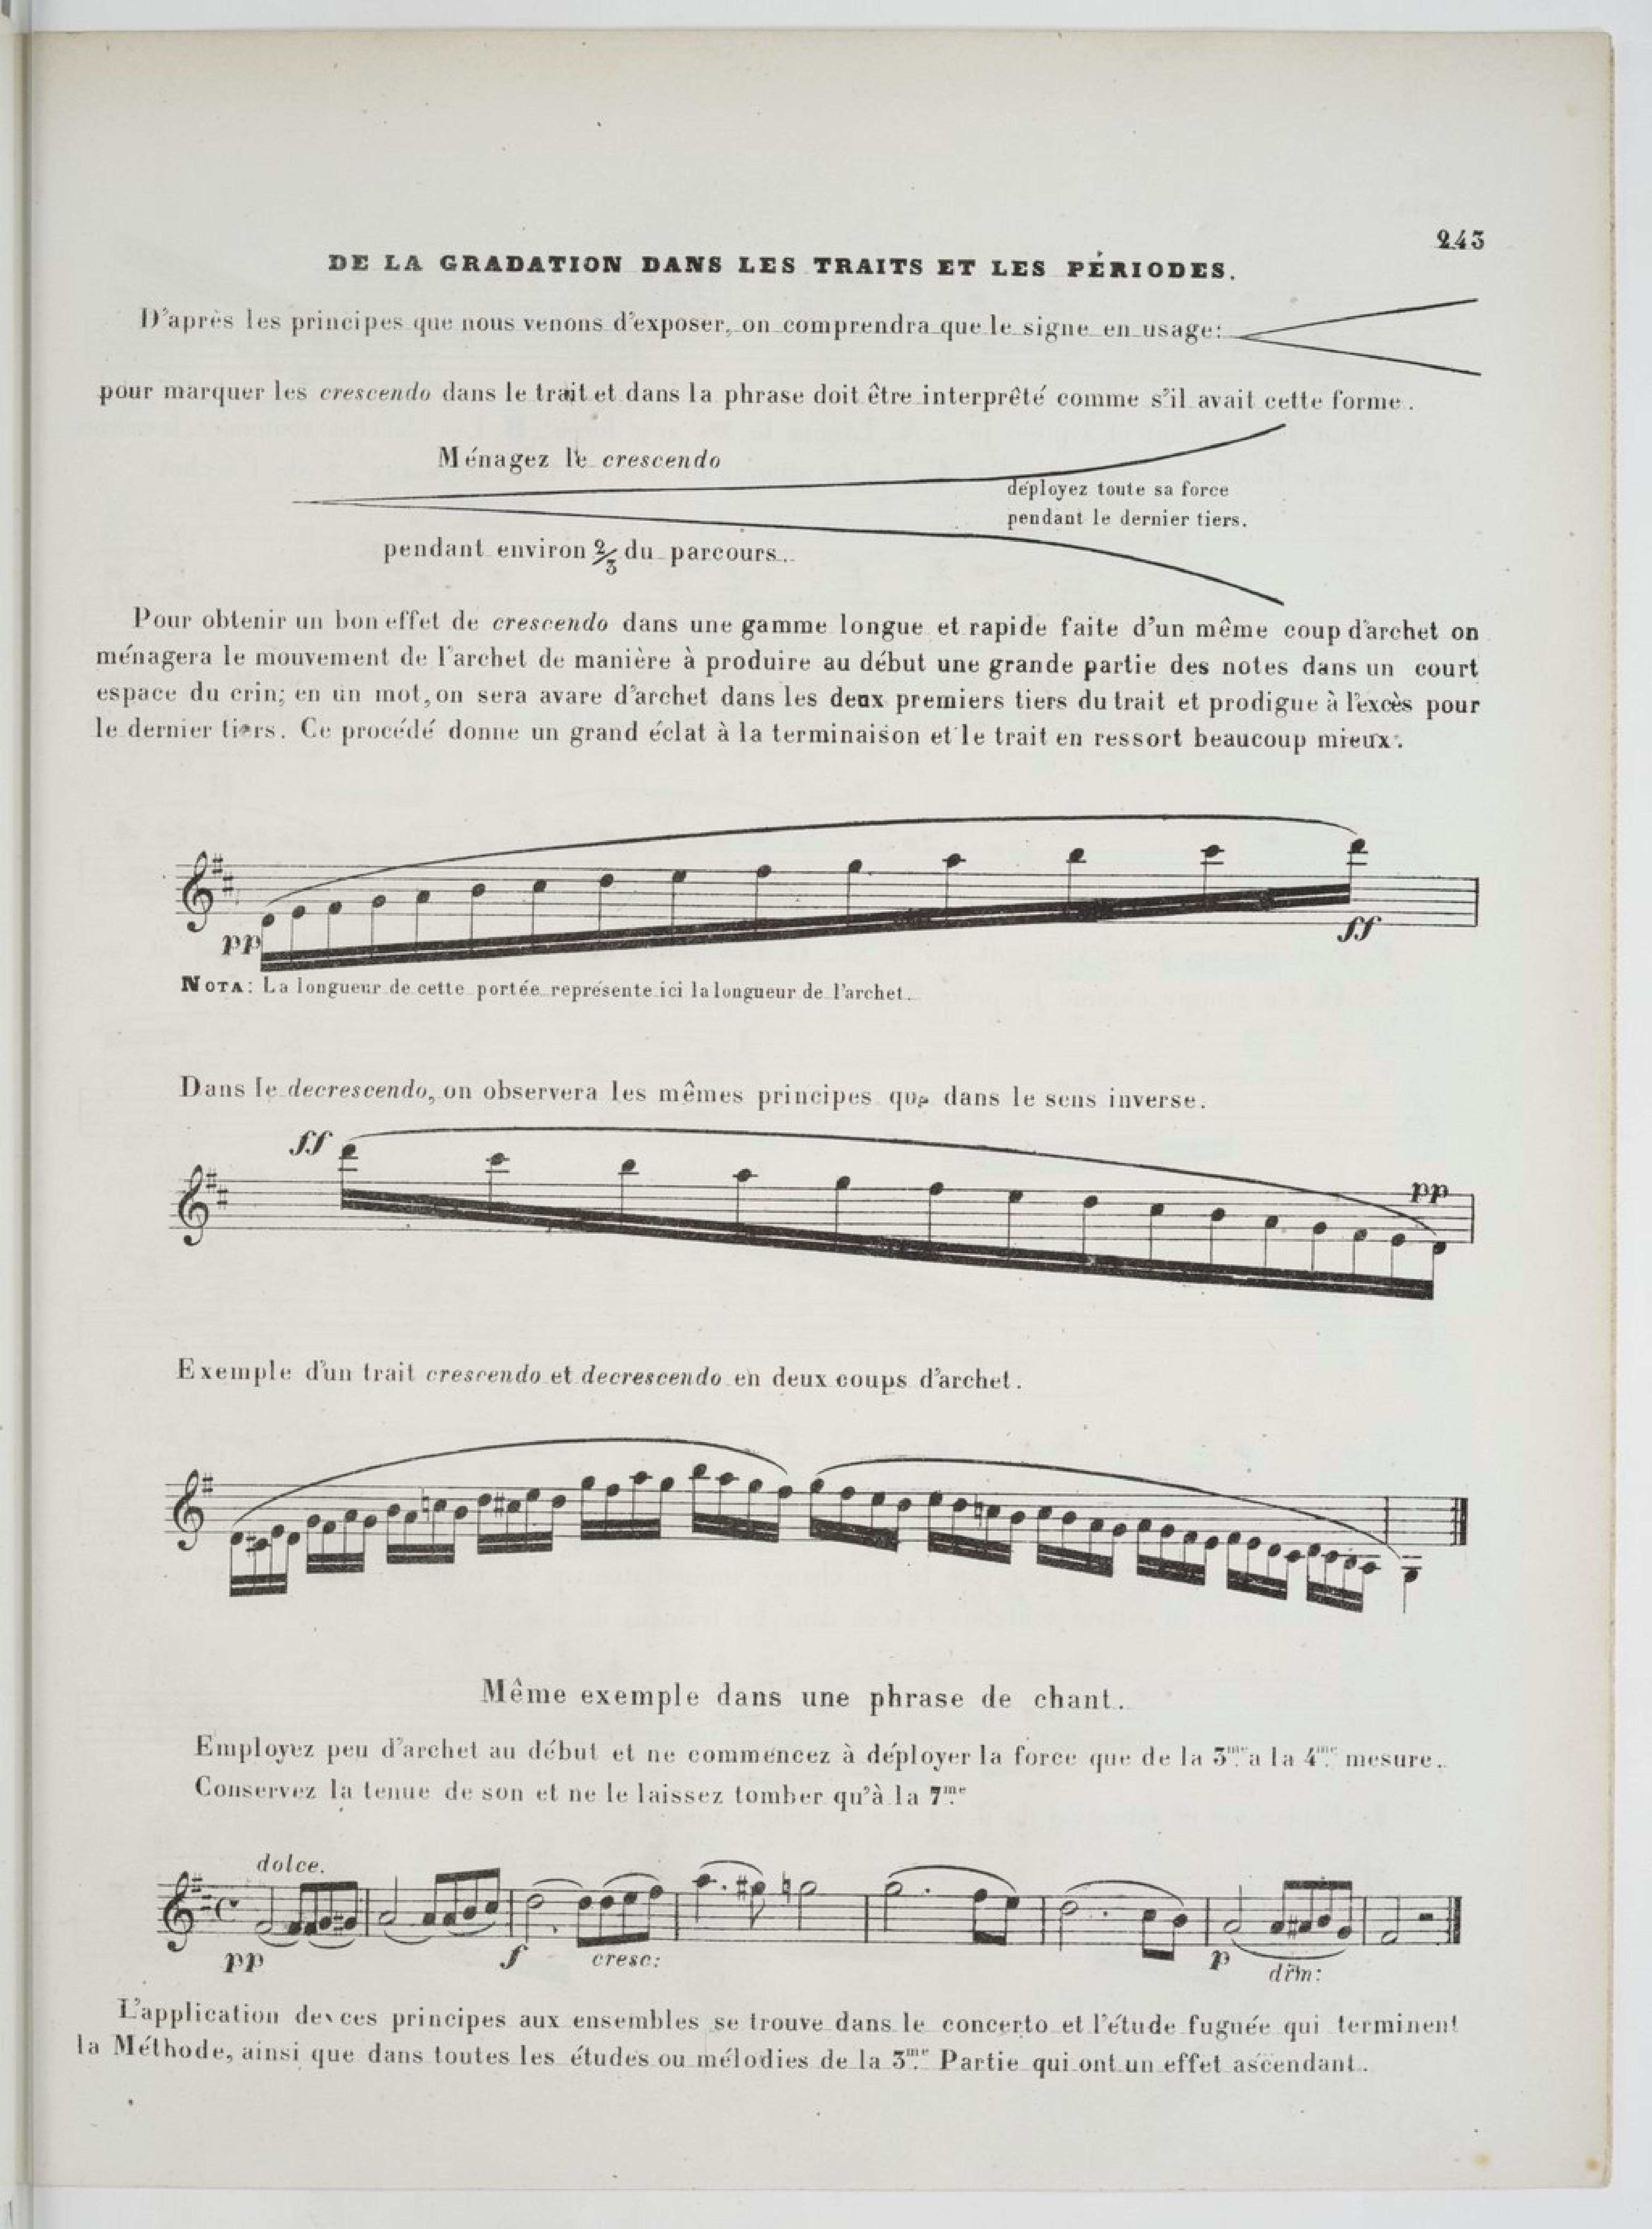 243
DE LA GRADATION DANS LES TRAITS ET LES PÉRIODES.
D'après les principes que nous venons d'exposer, on comprendra que le signe en usage:
pour marquer les crescendo dans le trait et dans la phrase doit être interprêté comme s'il avait cette forme.
Ménagez le crescendo
déployez toute sa force
pendant le dernier tiers.
pendant environ 2/3 du parcours.
Pour obtenir un bon effet de crescendo dans une gamme longue et rapide faite d'un même coup d'archet on
ménagera le mouvement de l'archet de manière à produire au début une grande partie des notes dans un court
espace du crin; en un mot, on sera avare d'archet dans les deux premiers tiers du trait et prodigue à l'excès pour
le dernier tiers. Ce procédé donne un grand éclat à la terminaison et le trait en ressort beaucoup mieux.
pp
ff
NOTA: La longueur de cette portée représente ici la longueur de l'archet.
Dans le decrescendo, on observera les mêmes principes que dans le sens inverse.
ff
pp
Exemple d'un trait crescendo et decrescendo en deux coups d'archet.
Même exemple dans une phrase de chant.
Employez peu d'archet au début et ne commencez à déployer la force que de la 3me a la 4me mesure.
Conservez la tenue de son et ne le laissez tomber qu'à la 7me
dolce.
pp
f
cresc:
p
dim:
L'application de ces principes aux ensembles se trouve dans le concerto et l'étude fuguée qui terminent
la Méthode, ainsi que dans toutes les études ou mélodies de la 3me Partie qui ont un effet ascendant.